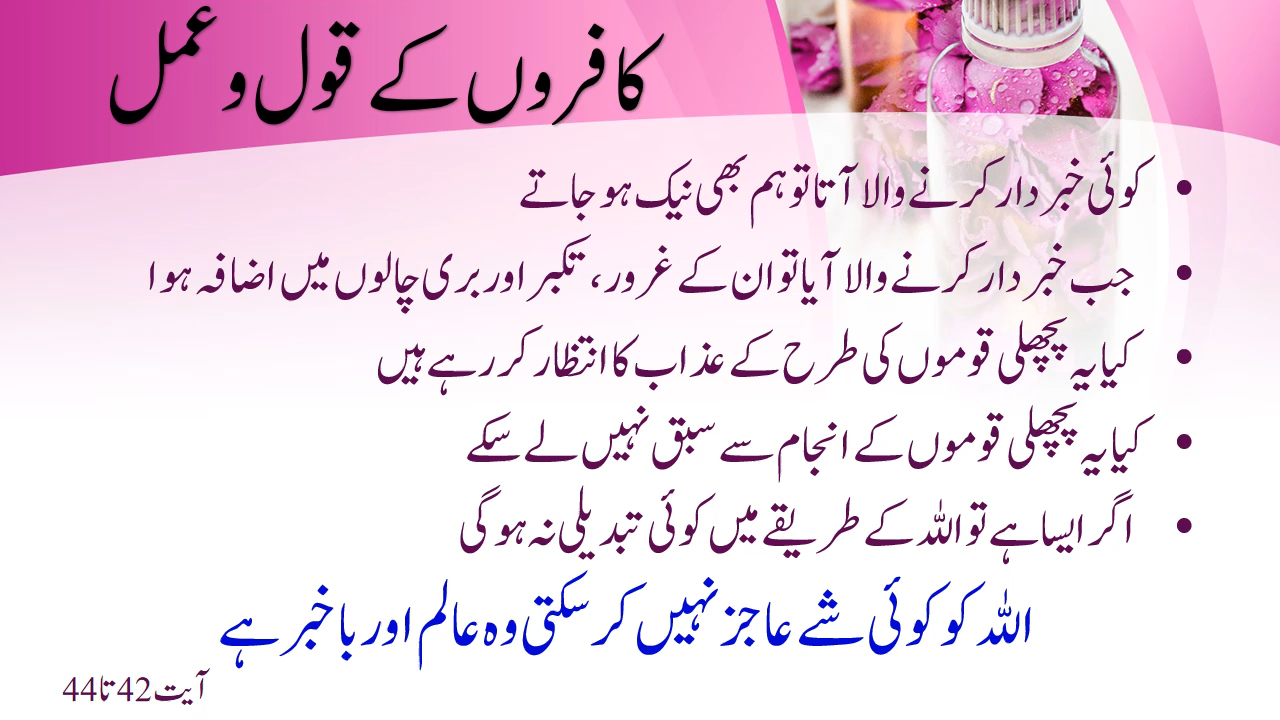 کافروں کے قول و عمل
• کوئی خبر دار کرنے والا آتا تو ہم بھی نیک ہو جاتے
• جب خبر دار کرنے والا آیا تو ان کے غرور، تکبر اور بری چالوں میں اضافہ ہوا
• کیا یہ پچھلی قوموں کی طرح کے عذاب کا انتظار کر رہے ہیں
• کیا یہ پچھلی قوموں کے انجام سے سبق نہیں لے سکے
• اگر ایسا ہے تو اللہ کے طریقے میں کوئی تبدیلی نہ ہو گی
اللہ کو کوئی شے عاجز نہیں کر سکتی وہ عالم اور با خبر ہے
آیت 42 تا 44